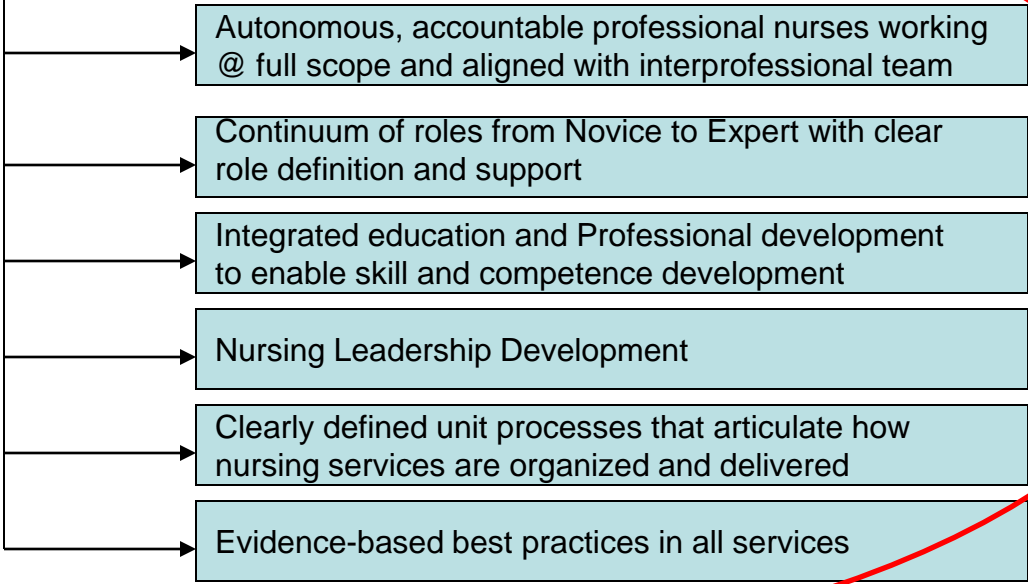 Autonomous, accountable professional nurses working
@ full scope and aligned with interprofessional team
Continuum of roles from Novice to Expert with clear
role definition and support
Integrated education and Professional development
to enable skill and competence development
Nursing Leadership Development
Clearly defined unit processes that articulate how
nursing services are organized and delivered
Evidence-based best practices in all services